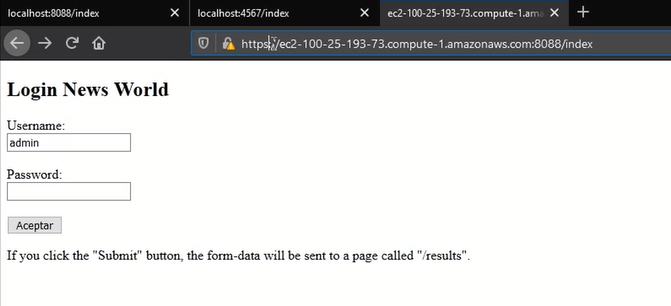 localhost:8088/index
localhost:4567/index
ec2-100-25-193-73.compute-1.ama
https://ec2-100-25-193-73.compute-1.amazonaws.com:8088/index
Login News World
Username:
admin
Password:
Aceptar
If you click the "Submit" button, the form-data will be sent to a page called "/results".